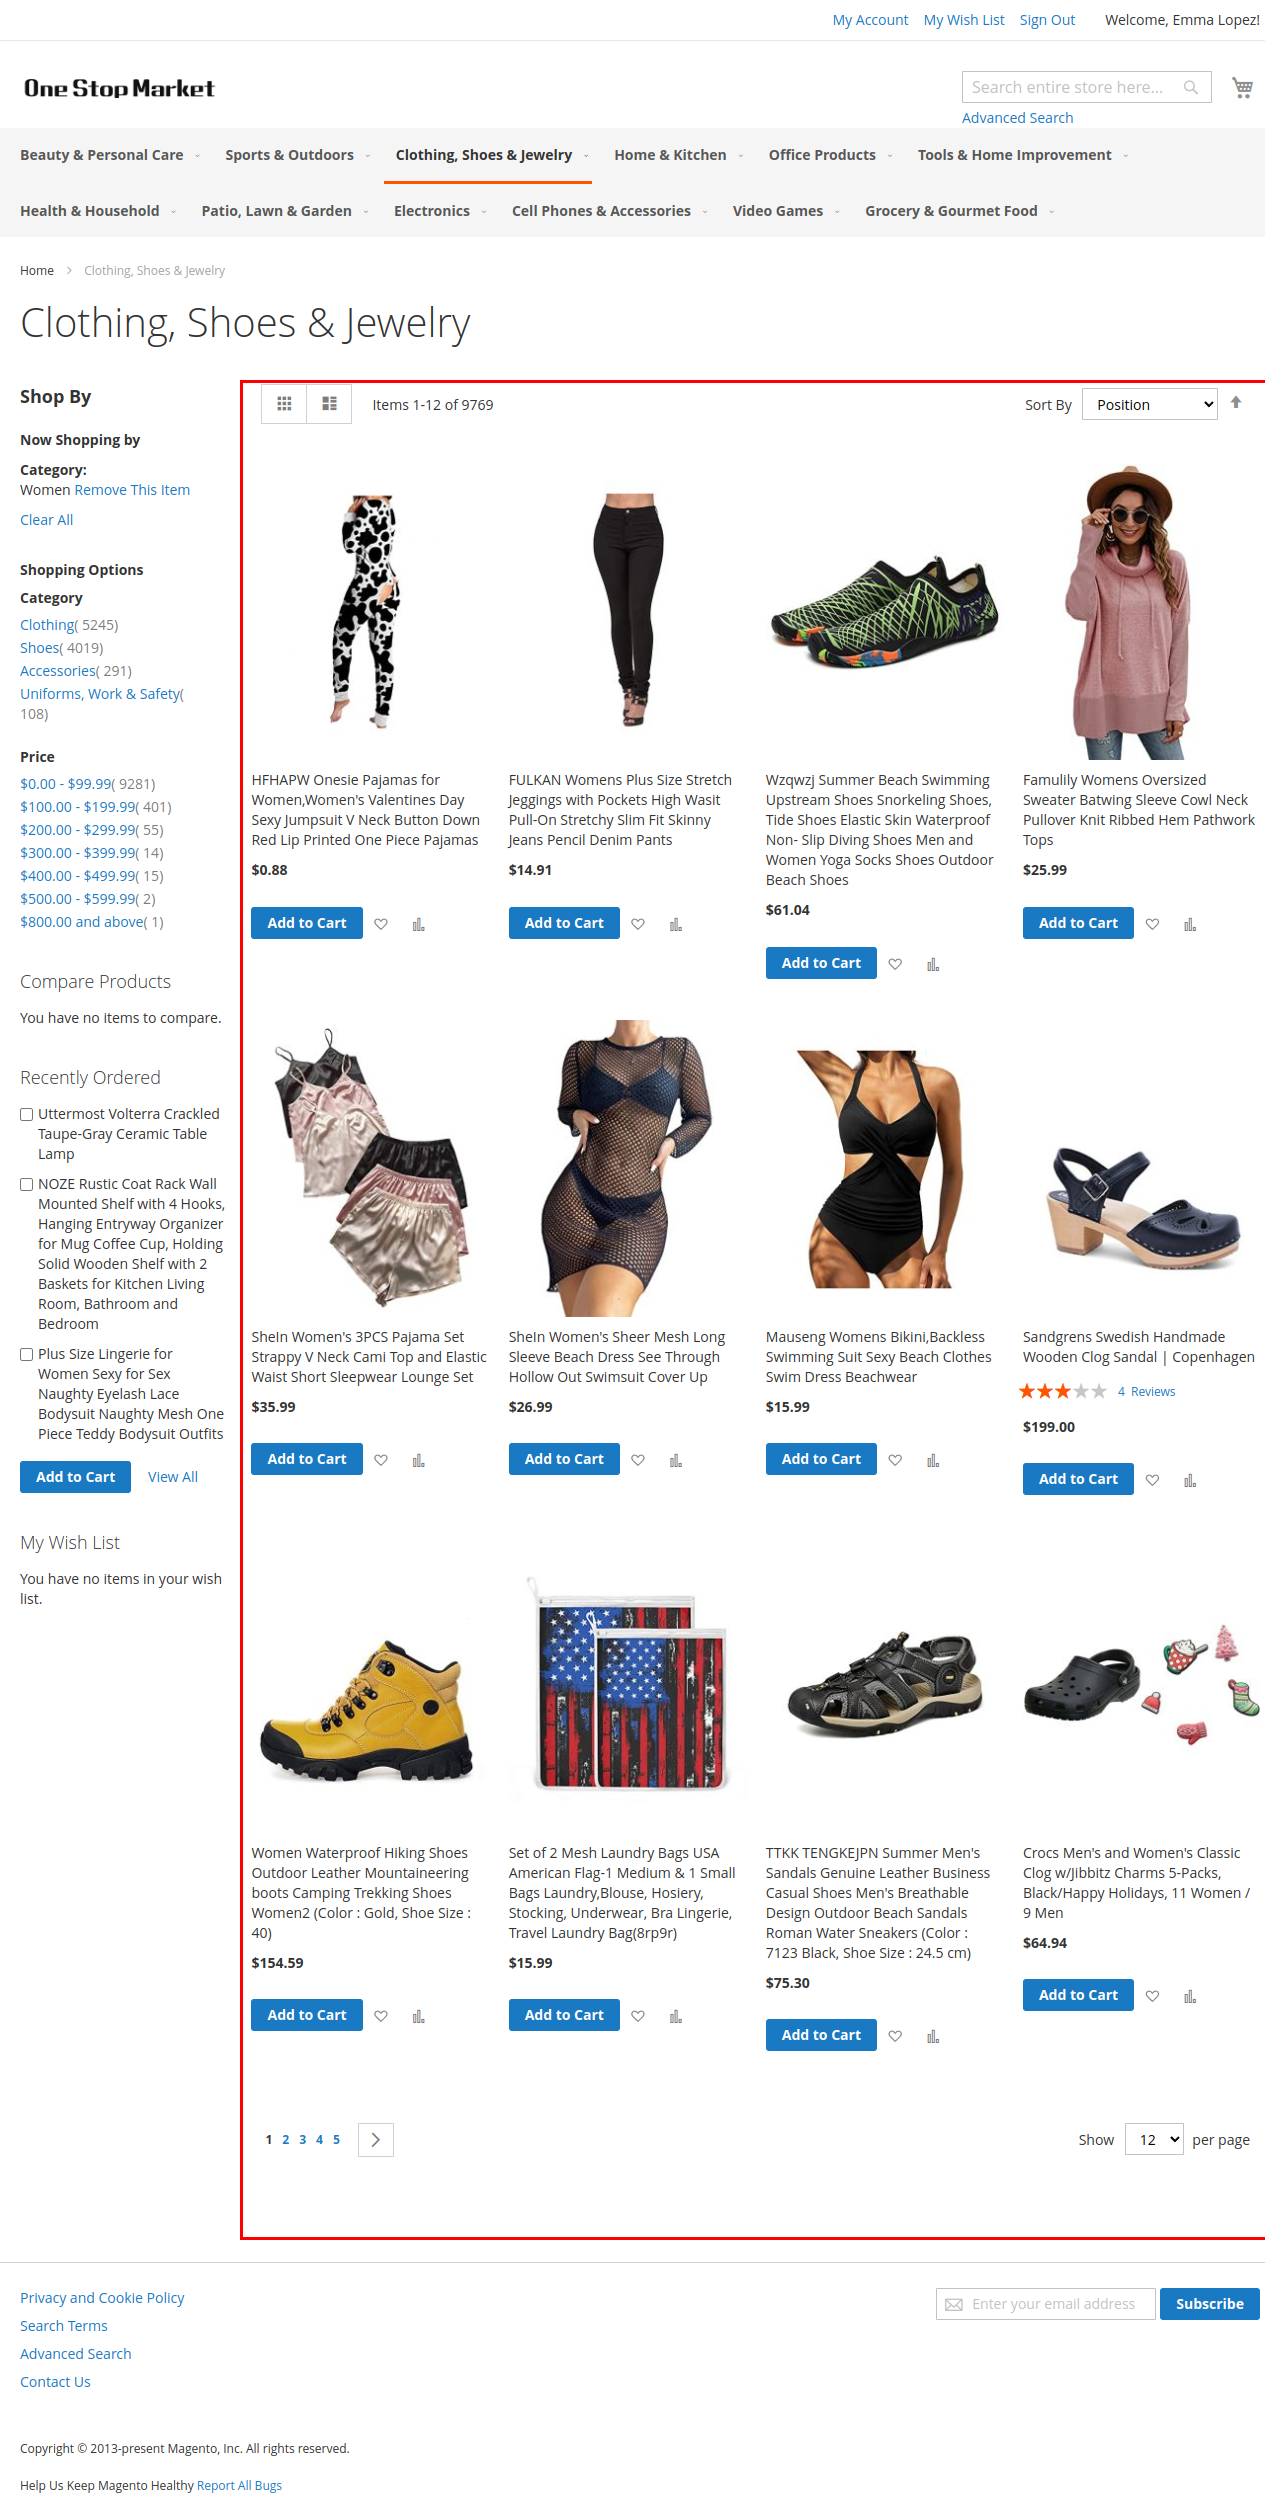 My Account My Wish List Sign Out Welcome, Emma Lopez!
One Stop Market
Search entire store here...
Advanced Search
Beauty & Personal Care Sports & Outdoors Clothing, Shoes & Jewelry Home & Kitchen Office Products Tools & Home Improvement
Health & Household Patio, Lawn & Garden Electronics Cell Phones & Accessories Video Games Grocery & Gourmet Food
Home Clothing, Shoes & Jewelry
Clothing, Shoes & Jewelry
Shop By
Now Shopping by
Category:
Women Remove This Item
Clear All
Shopping Options
Category
Clothing( 5245)
Shoes( 4019)
Accessories( 291)
Uniforms, Work & Safety(
108)
Price
$0.00 - $99.99( 9281)
$100.00 - $199.99( 401)
$200.00 - $299.99( 55)
$300.00 - $399.99( 14)
$400.00 - $499.99( 15)
$500.00 - $599.99( 2)
$800.00 and above( 1)
Compare Products
You have no items to compare.
Recently Ordered
Uttermost Volterra Crackled
Taupe-Gray Ceramic Table
Lamp
NOZE Rustic Coat Rack Wall
Mounted Shelf with 4 Hooks,
Hanging Entryway Organizer
for Mug Coffee Cup, Holding
Solid Wooden Shelf with 2
Baskets for Kitchen Living
Room, Bathroom and
Bedroom
Plus Size Lingerie for
Women Sexy for Sex
Naughty Eyelash Lace
Bodysuit Naughty Mesh One
Piece Teddy Bodysuit Outfits
Add to Cart View All
My Wish List
You have no items in your wish
list.
Items 1-12 of 9769
Sort By Position
HFHAPW Onesie Pajamas for
Women,Women's Valentines Day
Sexy Jumpsuit V Neck Button Down
Red Lip Printed One Piece Pajamas
$0.88
Add to Cart
FULKAN Womens Plus Size Stretch
Jeggings with Pockets High Wasit
Pull-On Stretchy Slim Fit Skinny
Jeans Pencil Denim Pants
$14.91
Add to Cart
Wzqwzj Summer Beach Swimming
Upstream Shoes Snorkeling Shoes,
Tide Shoes Elastic Skin Waterproof
Non- Slip Diving Shoes Men and
Women Yoga Socks Shoes Outdoor
Beach Shoes
$61.04
Add to Cart
Famulily Womens Oversized
Sweater Batwing Sleeve Cowl Neck
Pullover Knit Ribbed Hem Pathwork
Tops
$25.99
Add to Cart
SheIn Women's 3PCS Pajama Set
Strappy V Neck Cami Top and Elastic
Waist Short Sleepwear Lounge Set
$35.99
Add to Cart
SheIn Women's Sheer Mesh Long
Sleeve Beach Dress See Through
Hollow Out Swimsuit Cover Up
$26.99
Add to Cart
Mauseng Womens Bikini,Backless
Swimming Suit Sexy Beach Clothes
Swim Dress Beachwear
$15.99
Add to Cart
Sandgrens Swedish Handmade
Wooden Clog Sandal | Copenhagen
4 Reviews
$199.00
Add to Cart
Women Waterproof Hiking Shoes
Outdoor Leather Mountaineering
boots Camping Trekking Shoes
Women2 (Color : Gold, Shoe Size :
40)
$154.59
Add to Cart
Set of 2 Mesh Laundry Bags USA
American Flag-1 Medium & 1 Small
Bags Laundry,Blouse, Hosiery,
Stocking, Underwear, Bra Lingerie,
Travel Laundry Bag(8rp9r)
$15.99
Add to Cart
TTKK TENGKEJPN Summer Men's
Sandals Genuine Leather Business
Casual Shoes Men's Breathable
Design Outdoor Beach Sandals
Roman Water Sneakers (Color :
7123 Black, Shoe Size : 24.5 cm)
$75.30
Add to Cart
Crocs Men's and Women's Classic
Clog w/Jibbitz Charms 5-Packs,
Black/Happy Holidays, 11 Women /
9 Men
$64.94
Add to Cart
1 2 3 4 5
Show 12 per page
Privacy and Cookie Policy
Search Terms
Advanced Search
Contact Us
Enter your email address Subscribe
Copyright © 2013-present Magento, Inc. All rights reserved.
Help Us Keep Magento Healthy Report All Bugs